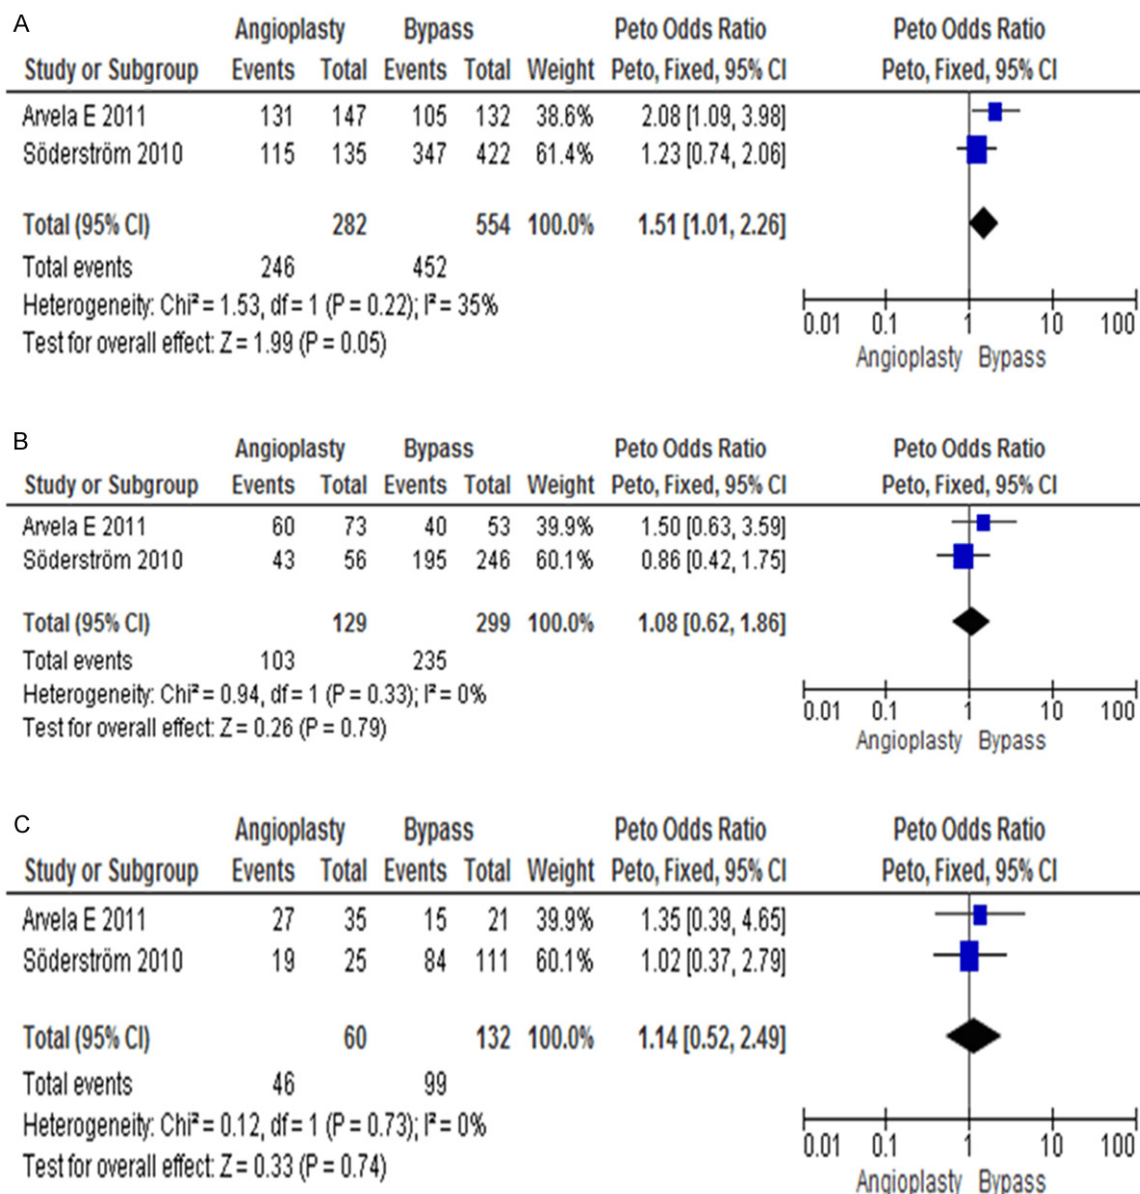 A
Angioplasty Bypass Peto Odds Ratio Peto Odds Ratio
Study or Subgroup Events Total Events Total Weight Peto, Fixed, 95% CI Peto, Fixed, 95% CI
Arvela E 2011 131 147 105 132 38.6% 2.08 [1.09, 3.98]
Söderström 2010 115 135 347 422 61.4% 1.23 [0.74, 2.06]
Total (95% CI) 282 554 100.0% 1.51 [1.01, 2.26]
Total events 246 452
Heterogeneity: Chi² = 1.53, df = 1 (P = 0.22); I² = 35%
Test for overall effect: Z = 1.99 (P = 0.05)
0.01 0.1 1 10 100
Angioplasty Bypass
B
Angioplasty Bypass Peto Odds Ratio Peto Odds Ratio
Study or Subgroup Events Total Events Total Weight Peto, Fixed, 95% CI Peto, Fixed, 95% CI
Arvela E 2011 60 73 40 53 39.9% 1.50 [0.63, 3.59]
Söderström 2010 43 56 195 246 60.1% 0.86 [0.42, 1.75]
Total (95% CI) 129 299 100.0% 1.08 [0.62, 1.86]
Total events 103 235
Heterogeneity: Chi² = 0.94, df = 1 (P = 0.33); I² = 0%
Test for overall effect: Z = 0.26 (P = 0.79)
0.01 0.1 1 10 100
Angioplasty Bypass
C
Angioplasty Bypass Peto Odds Ratio Peto Odds Ratio
Study or Subgroup Events Total Events Total Weight Peto, Fixed, 95% CI Peto, Fixed, 95% CI
Arvela E 2011 27 35 15 21 39.9% 1.35 [0.39, 4.65]
Söderström 2010 19 25 84 111 60.1% 1.02 [0.37, 2.79]
Total (95% CI) 60 132 100.0% 1.14 [0.52, 2.49]
Total events 46 99
Heterogeneity: Chi² = 0.12, df = 1 (P = 0.73); I² = 0%
Test for overall effect: Z = 0.33 (P = 0.74)
0.01 0.1 1 10 100
Angioplasty Bypass